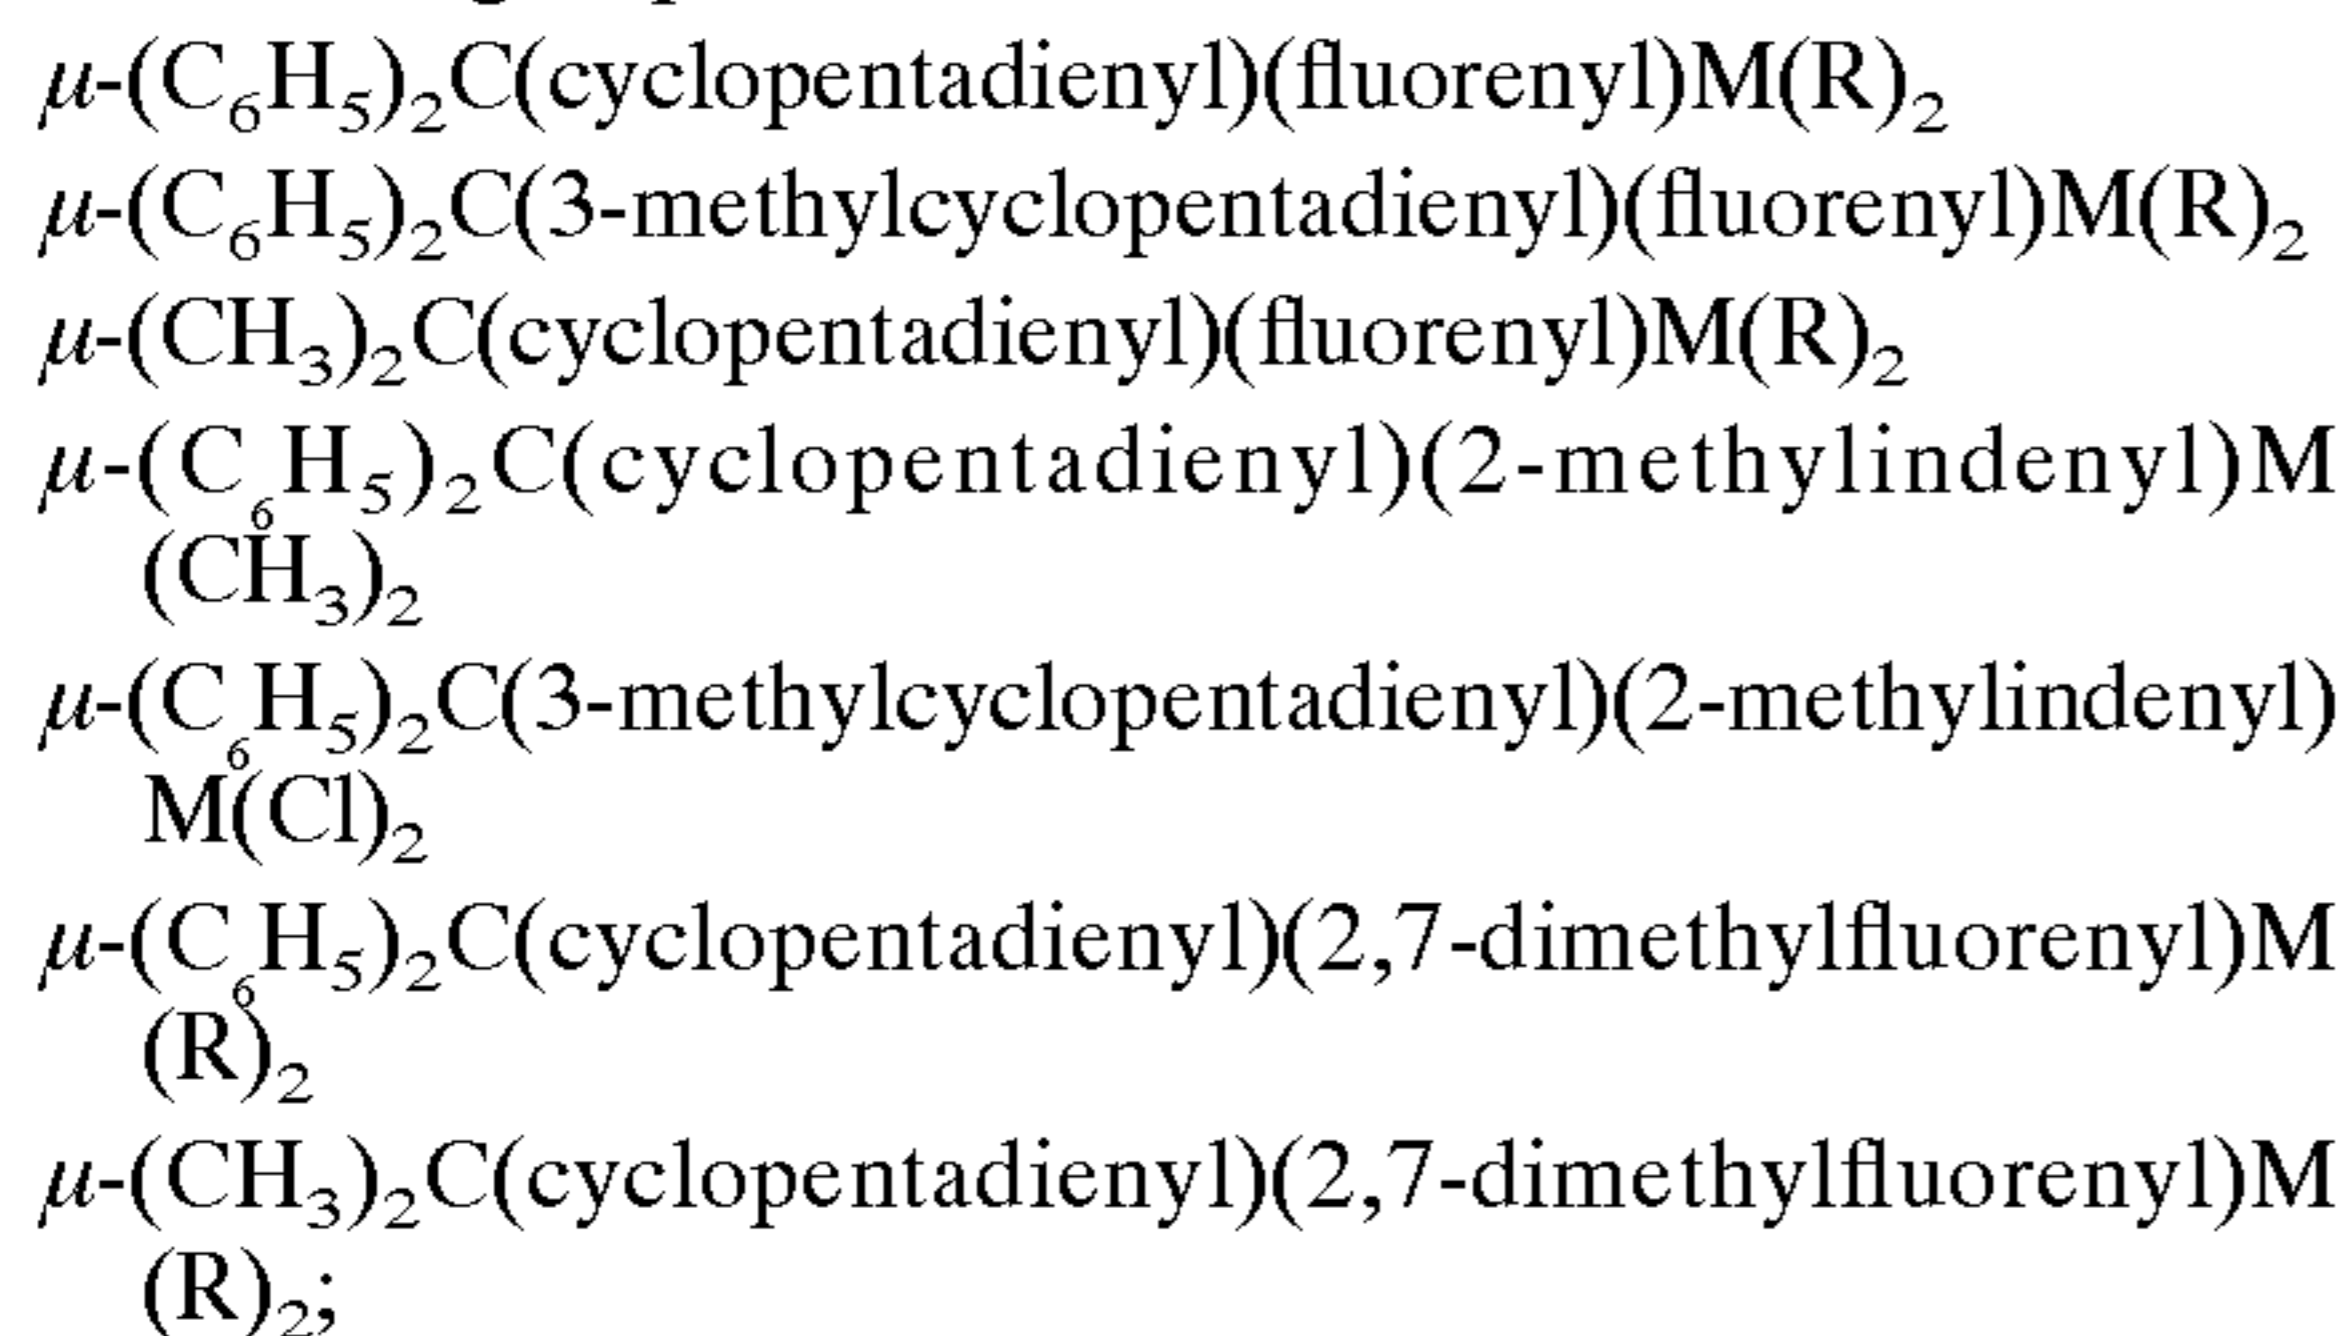 μ-(C₆H₅)₂C(cyclopentadienyl)(fluorenyl)M(R)₂
μ-(C₆H₅)₂C(3-methylcyclopentadienyl)(fluorenyl)M(R)₂
μ-(CH₃)₂C(cyclopentadienyl)(fluorenyl)M(R)₂
μ-(C₆H₅)₂C(cyclopentadienyl)(2-methylindenyl)M
(CH₃)₂
μ-(C₆H₅)₂C(3-methylcyclopentadienyl)(2-methylindenyl)
M(Cl)₂
μ-(C₆H₅)₂C(cyclopentadienyl)(2,7-dimethylfluorenyl)M
(R)₂
μ-(CH₃)₂C(cyclopentadienyl)(2,7-dimethylfluorenyl)M
(R)₂;